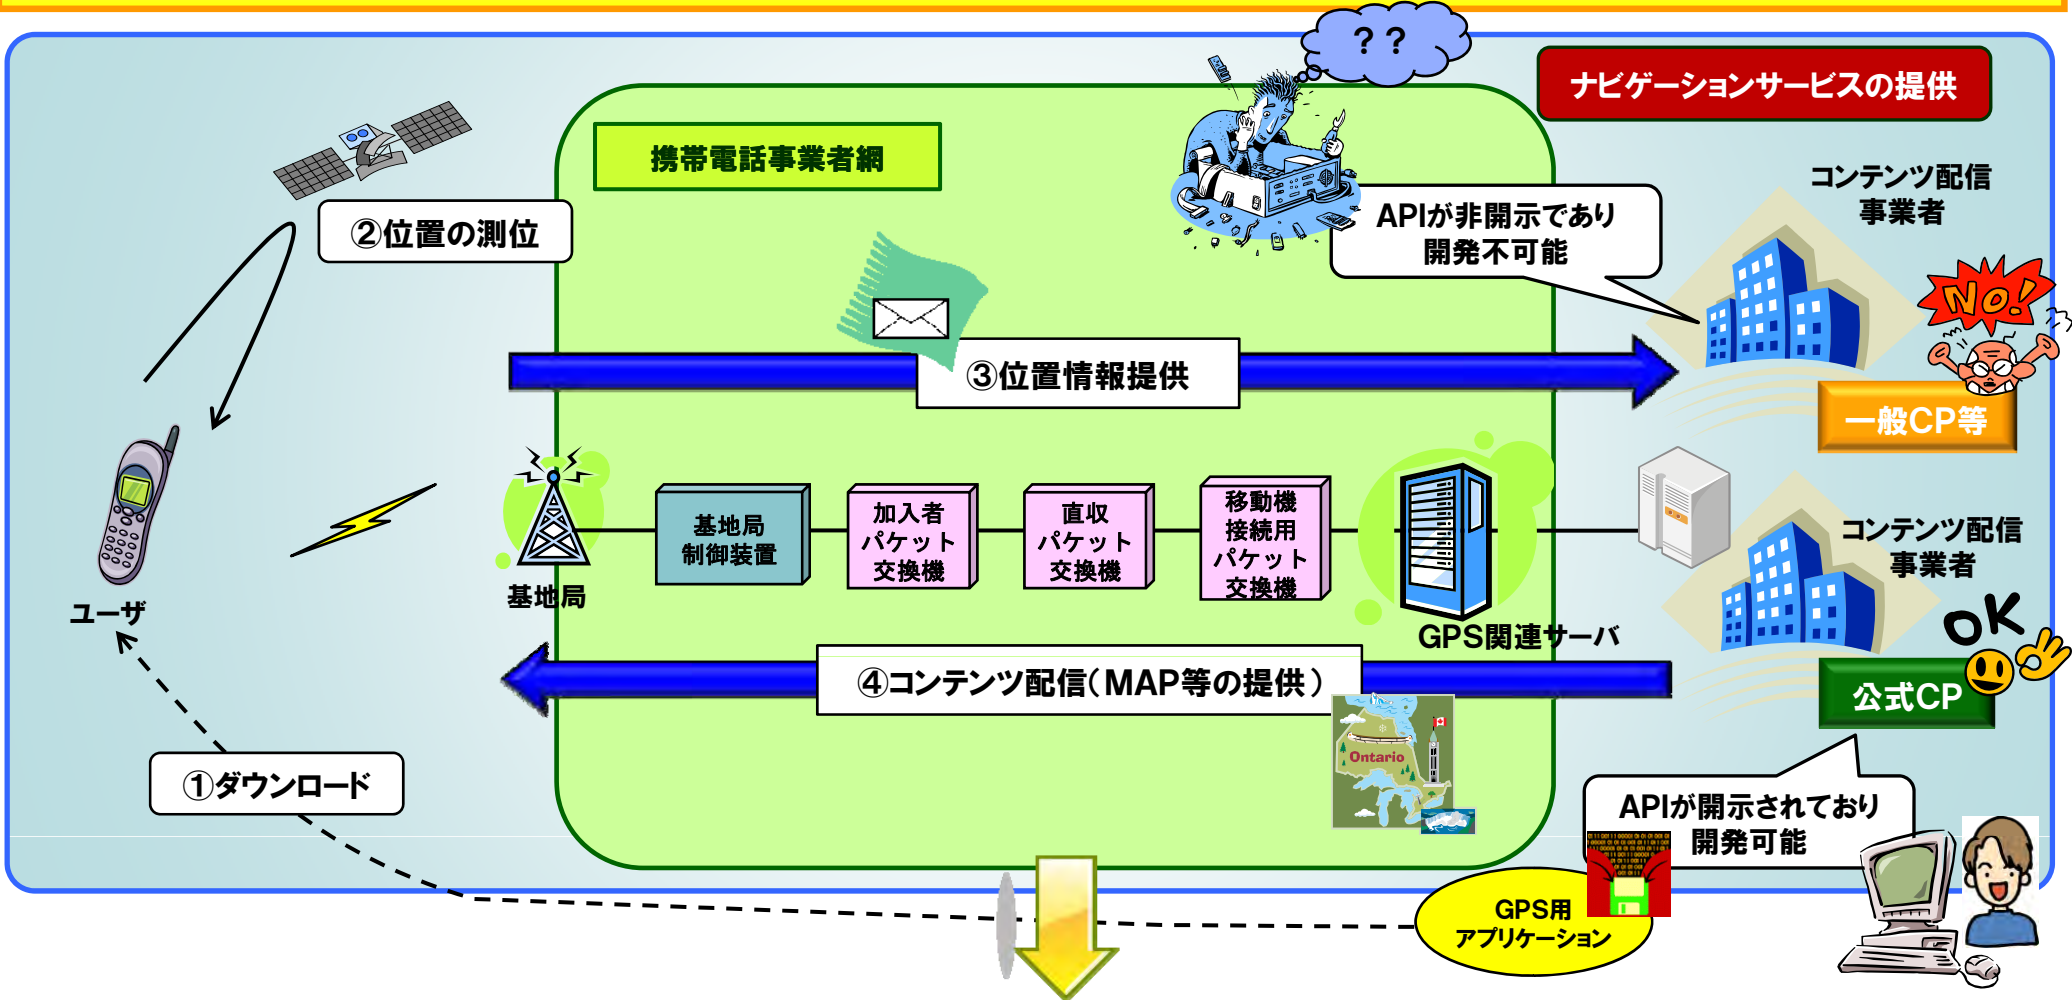 ？？
ナビゲーションサービスの提供
携帯電話事業者網
コンテンツ配信
事業者
②位置の測位
APIが非開示であり
開発不可能
NO!
③位置情報提供
一般CP等
基地局
制御装置
加入者
パケット
交換機
直収
パケット
交換機
移動機
接続用
パケット
交換機
コンテンツ配信
事業者
基地局
ユーザ
GPS関連サーバ
OK
④コンテンツ配信（MAP等の提供）
公式CP
Ontario
①ダウンロード
APIが開示されており
開発可能
GPS用
アプリケーション